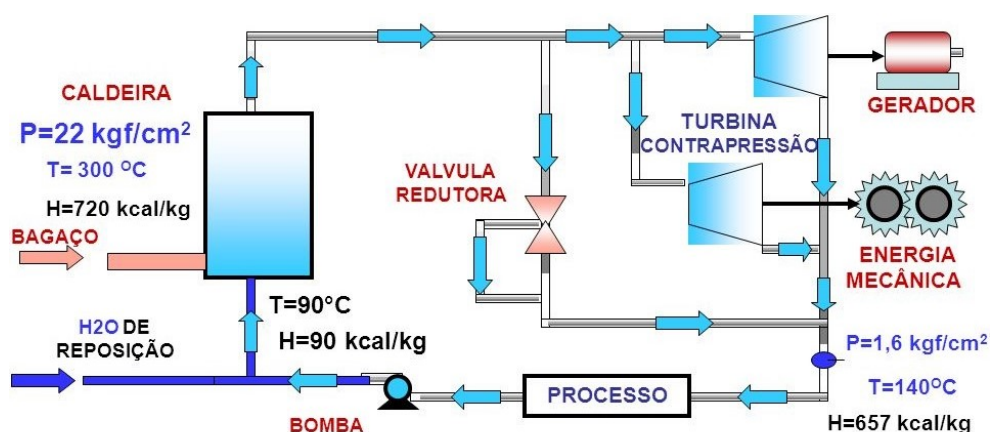 CALDEIRA
P=22 kgf/cm²
T= 300 ºC
H=720 kcal/kg
BAGAÇO
H2O DE
REPOSIÇÃO
T=90°C
H=90 kcal/kg
BOMBA
VALVULA
REDUTORA
TURBINA
CONTRAPRESSÃO
GERADOR
ENERGIA
MECÂNICA
PROCESSO
P=1,6 kgf/cm²
T=140ºC
H=657 kcal/kg